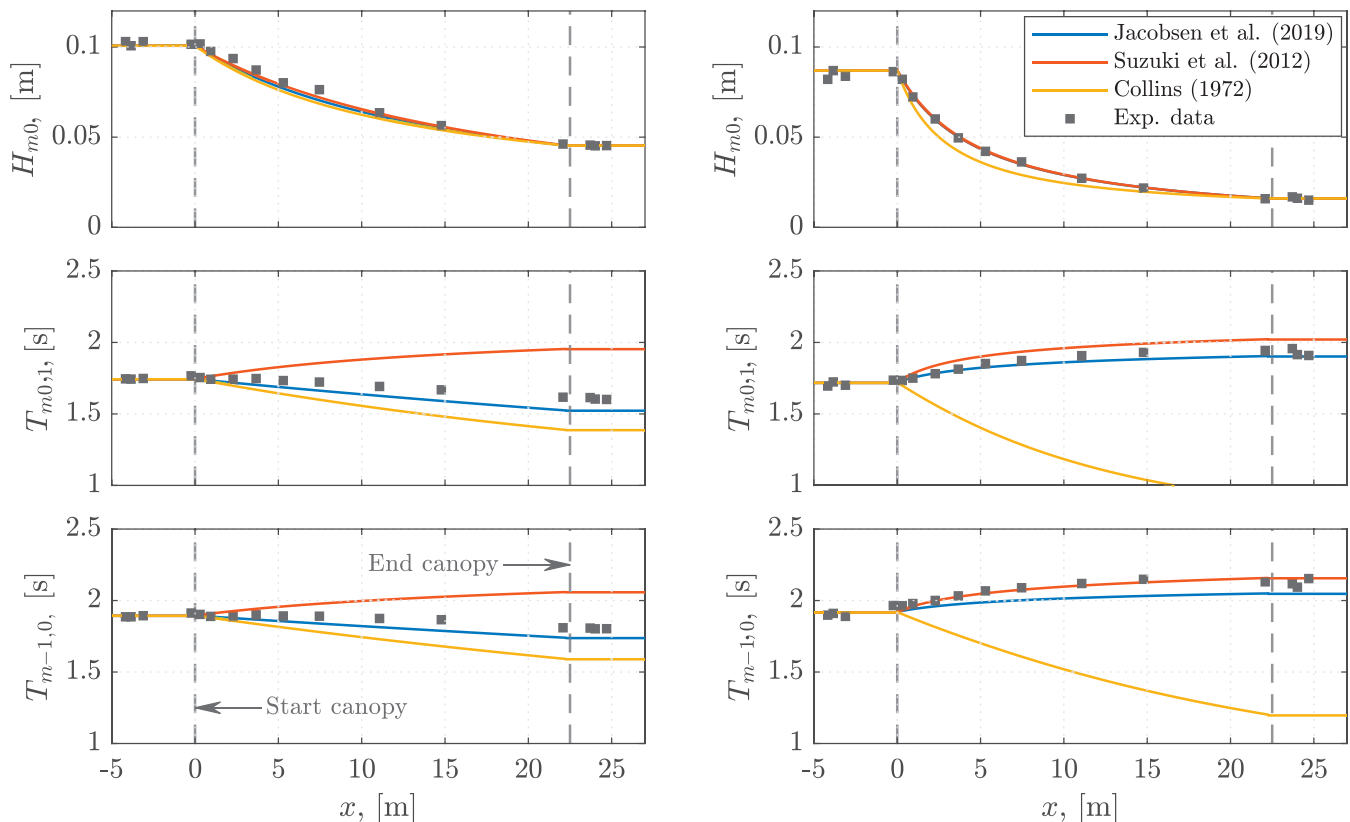 0.1
0.05
0
H_{m0}, [m]
0.1
0.05
0
H_{m0}, [m]
Jacobsen et al. (2019)
Suzuki et al. (2012)
Collins (1972)
Exp. data
2.5
2
1.5
1
T_{m0,1}, [s]
2.5
2
1.5
1
T_{m0,1}, [s]
2.5
2
1.5
1
T_{m-1,0}, [s]
End canopy
Start canopy
-5 0 5 10 15 20 25
x, [m]
2.5
2
1.5
1
T_{m-1,0}, [s]
-5 0 5 10 15 20 25
x, [m]